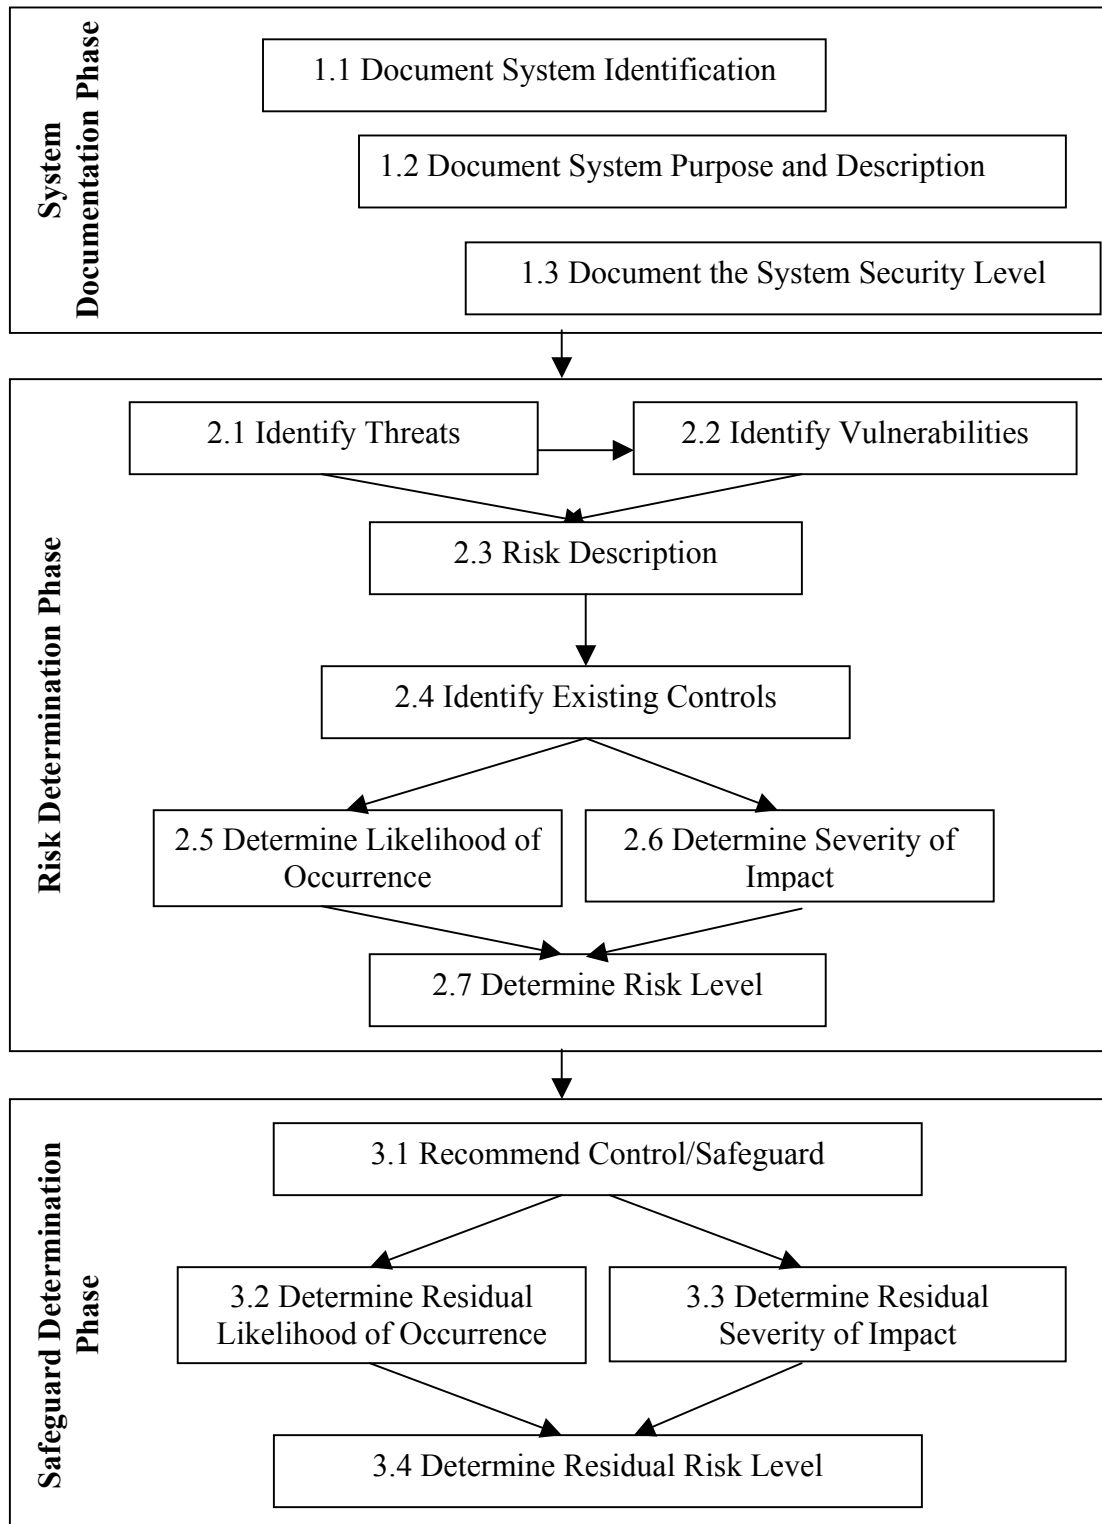 System
Documentation Phase
1.1 Document System Identification
1.2 Document System Purpose and Description
1.3 Document the System Security Level
Risk Determination Phase
2.1 Identify Threats
2.2 Identify Vulnerabilities
2.3 Risk Description
2.4 Identify Existing Controls
2.5 Determine Likelihood of
Occurrence
2.6 Determine Severity of
Impact
2.7 Determine Risk Level
Safeguard Determination
Phase
3.1 Recommend Control/Safeguard
3.2 Determine Residual
Likelihood of Occurrence
3.3 Determine Residual
Severity of Impact
3.4 Determine Residual Risk Level